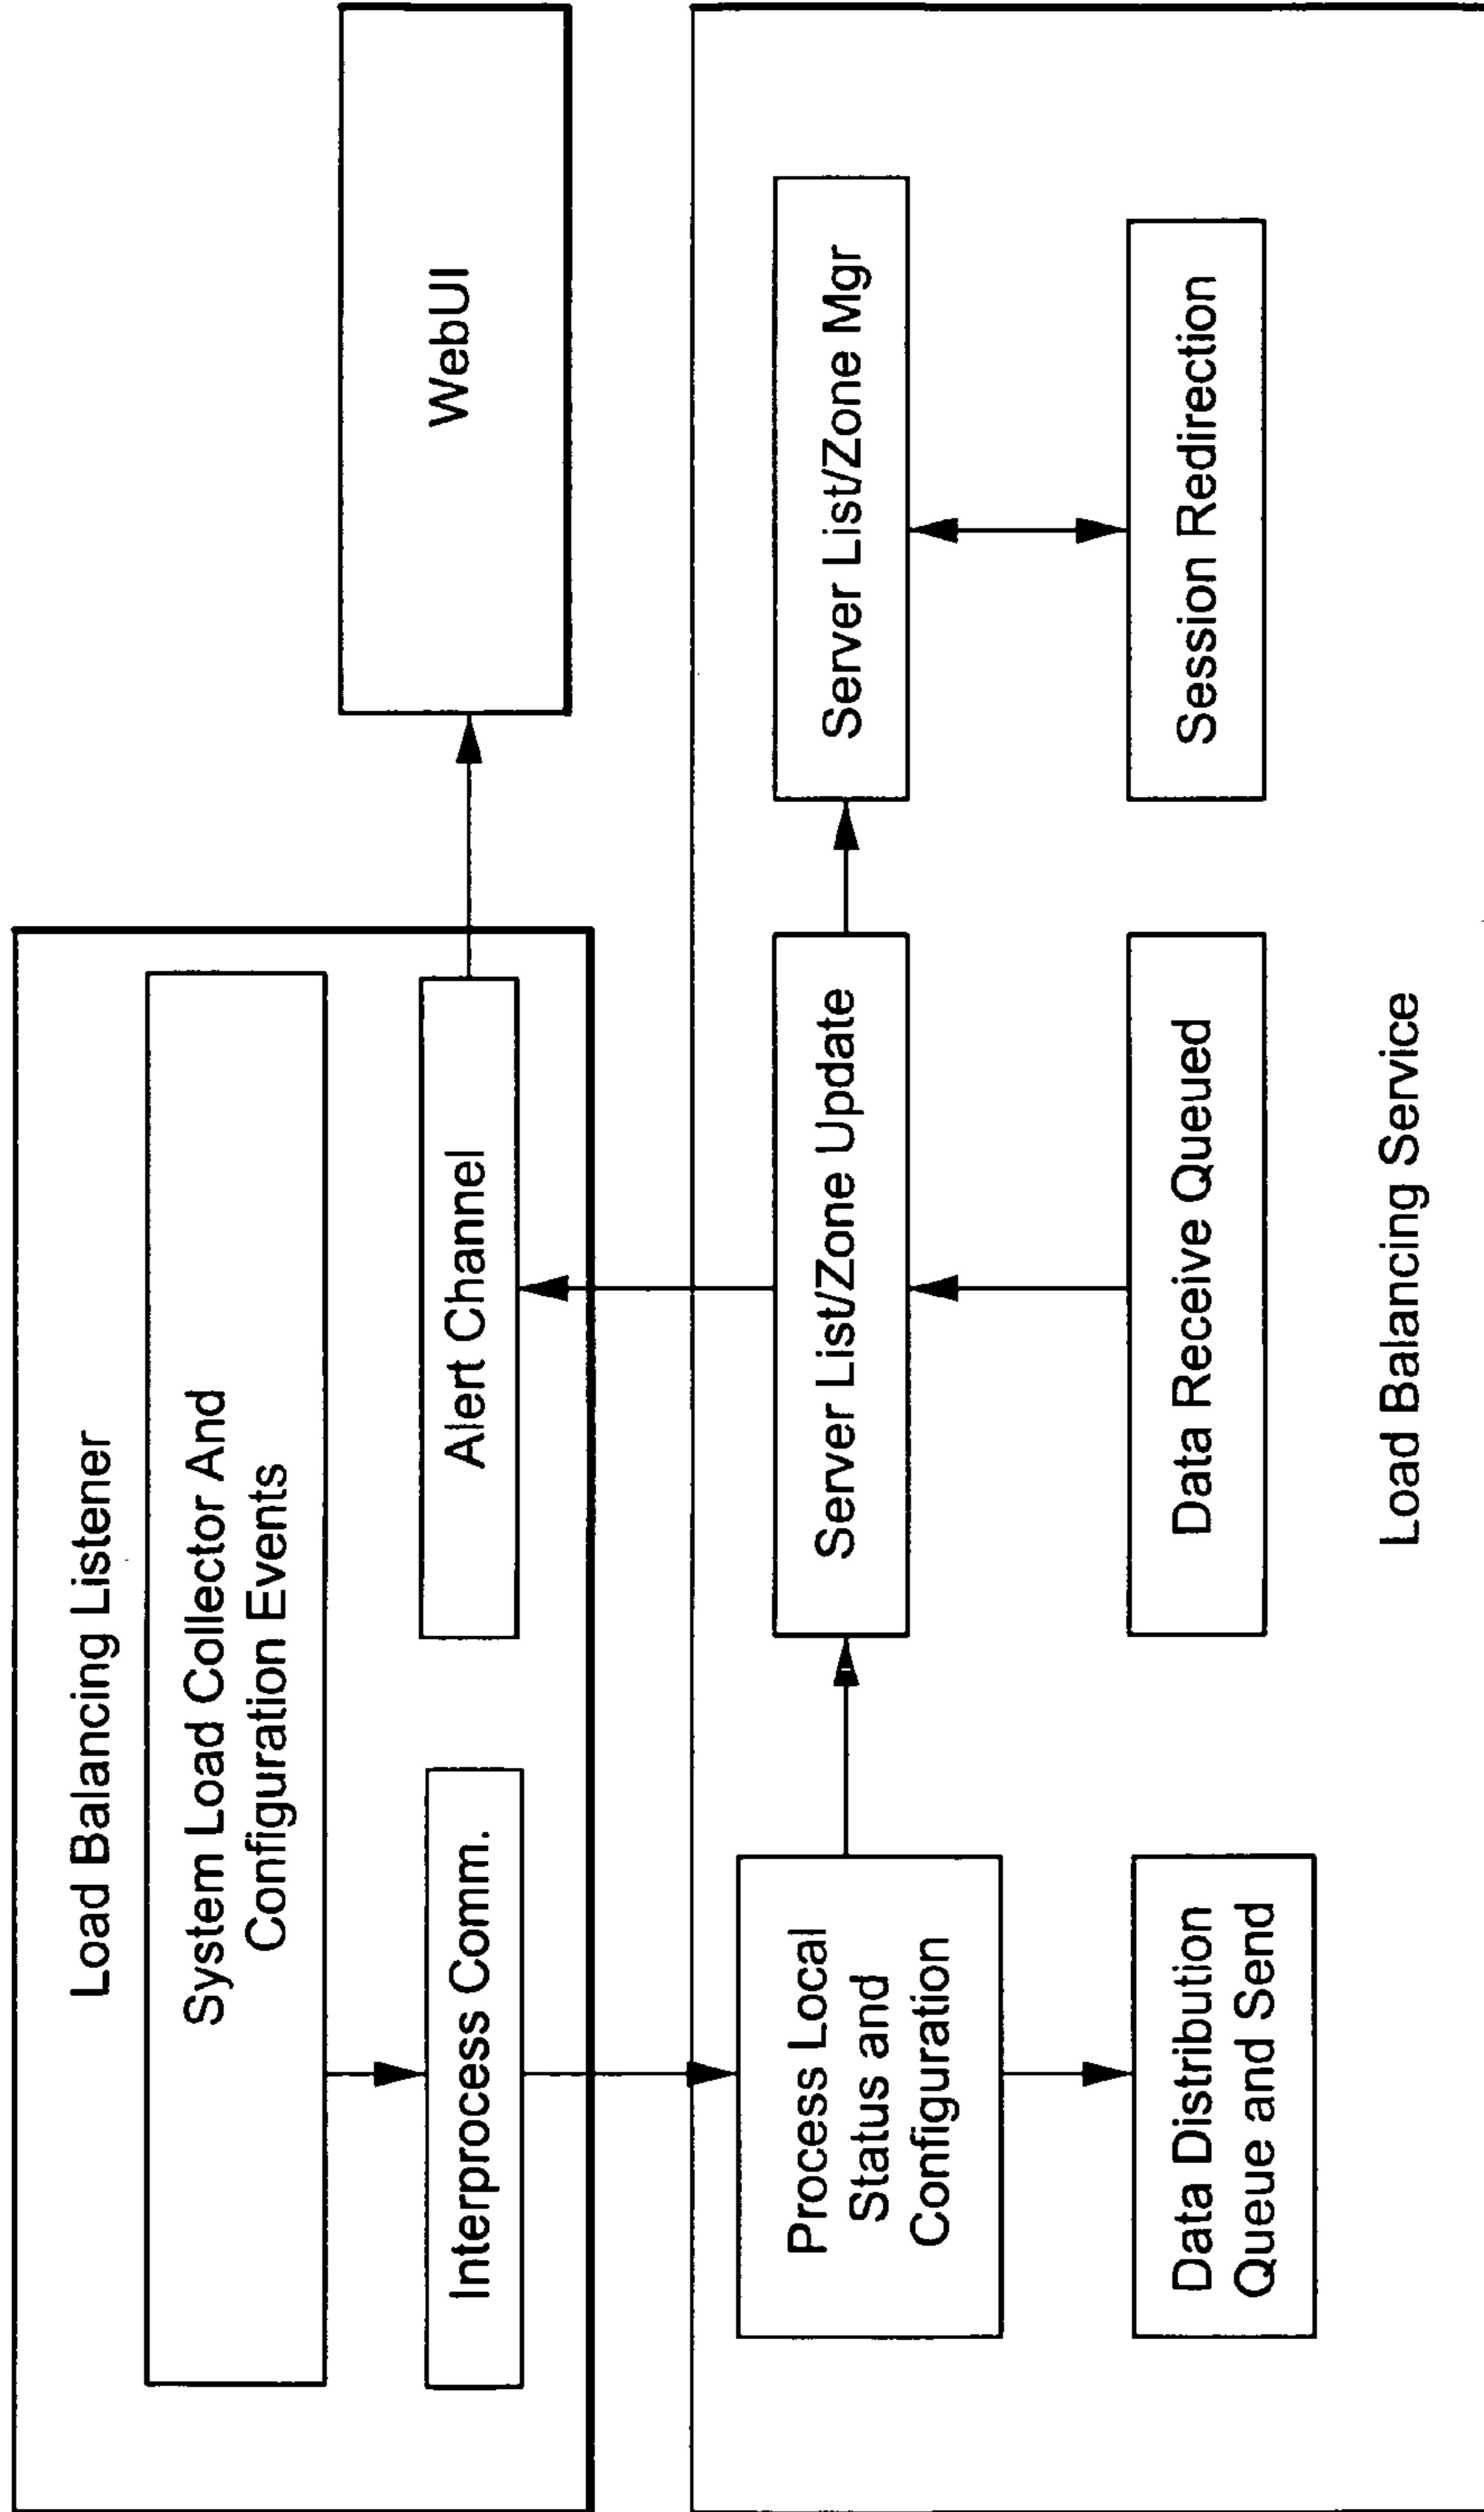 Load Balancing Listener
System Load Collector And
Configuration Events
Interprocess Comm.
Alert Channel
WebUI
Process Local
Status and
Configuration
Server List/Zone Update
Server List/Zone Mgr
Data Distribution
Queue and Send
Data Receive Queued
Session Redirection
Load Balancing Service